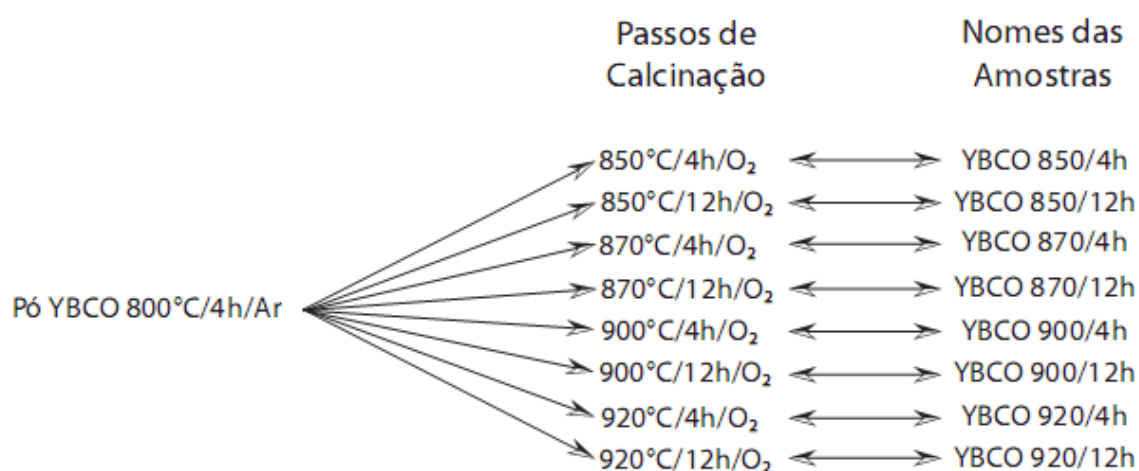 Passos de
Calcinação
Nomes das
Amostras
850°C/4h/O₂
YBCO 850/4h
850°C/12h/O₂
YBCO 850/12h
870°C/4h/O₂
YBCO 870/4h
870°C/12h/O₂
YBCO 870/12h
Pó YBCO 800°C/4h/Ar
900°C/4h/O₂
YBCO 900/4h
900°C/12h/O₂
YBCO 900/12h
920°C/4h/O₂
YBCO 920/4h
920°C/12h/O₂
YBCO 920/12h